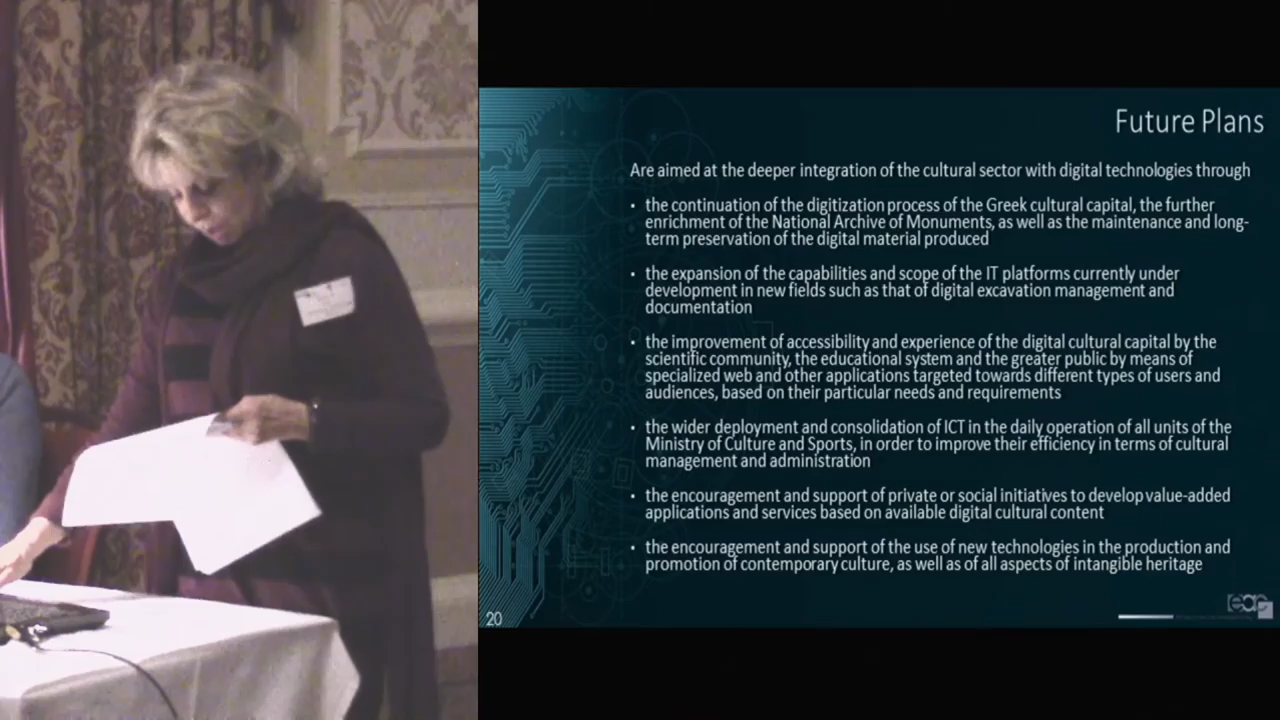 Future Plans
Are aimed at the deeper integration of the cultural sector with digital technologies through
• the continuation of the digitization process of the Greek cultural capital, the further
enrichment of the National Archive of Monuments, as well as the maintenance and long-
term preservation of the digital material produced
• the expansion of the capabilities and scope of the IT platforms currently under
development in new fields such as that of digital excavation management and
documentation
• the improvement of accessibility and experience of the digital cultural capital by the
scientific community, the educational system and the greater public by means of
specialized web and other applications targeted towards different types of users and
audiences, based on their particular needs and requirements
• the wider deployment and consolidation of ICT in the daily operation of all units of the
Ministry of Culture and Sports, in order to improve their efficiency in terms of cultural
management and administration
• the encouragement and support of private or social initiatives to develop value-added
applications and services based on available digital cultural content
• the encouragement and support of the use of new technologies in the production and
promotion of contemporary culture, as well as of all aspects of intangible heritage
20